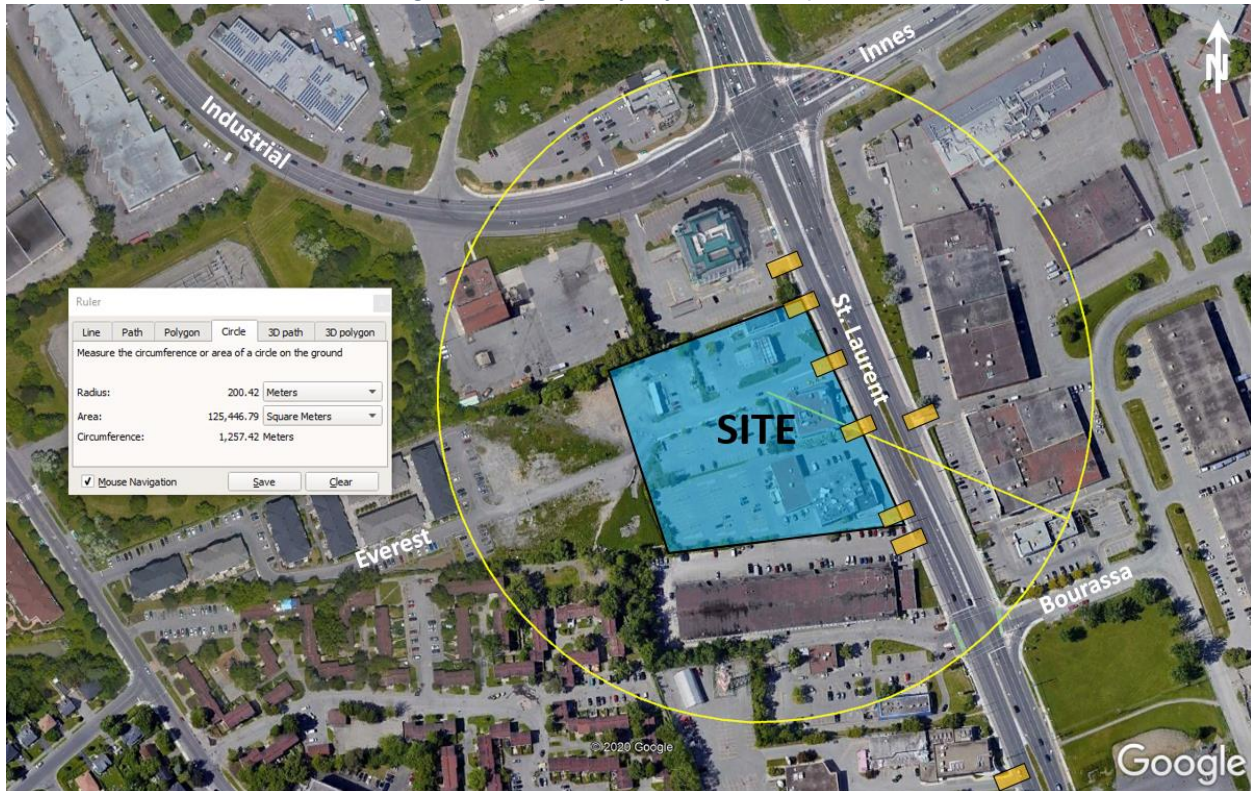 Innes
N
Industrial
St. Laurent
Ruler
Line Path Polygon Circle 3D path 3D polygon
Measure the circumference or area of a circle on the ground
Radius: 200.42 Meters
Area: 125,446.79 Square Meters
Circumference: 1,257.42 Meters
Mouse Navigation Save Clear
SITE
Everest
Bourassa
© 2020 Google
Google